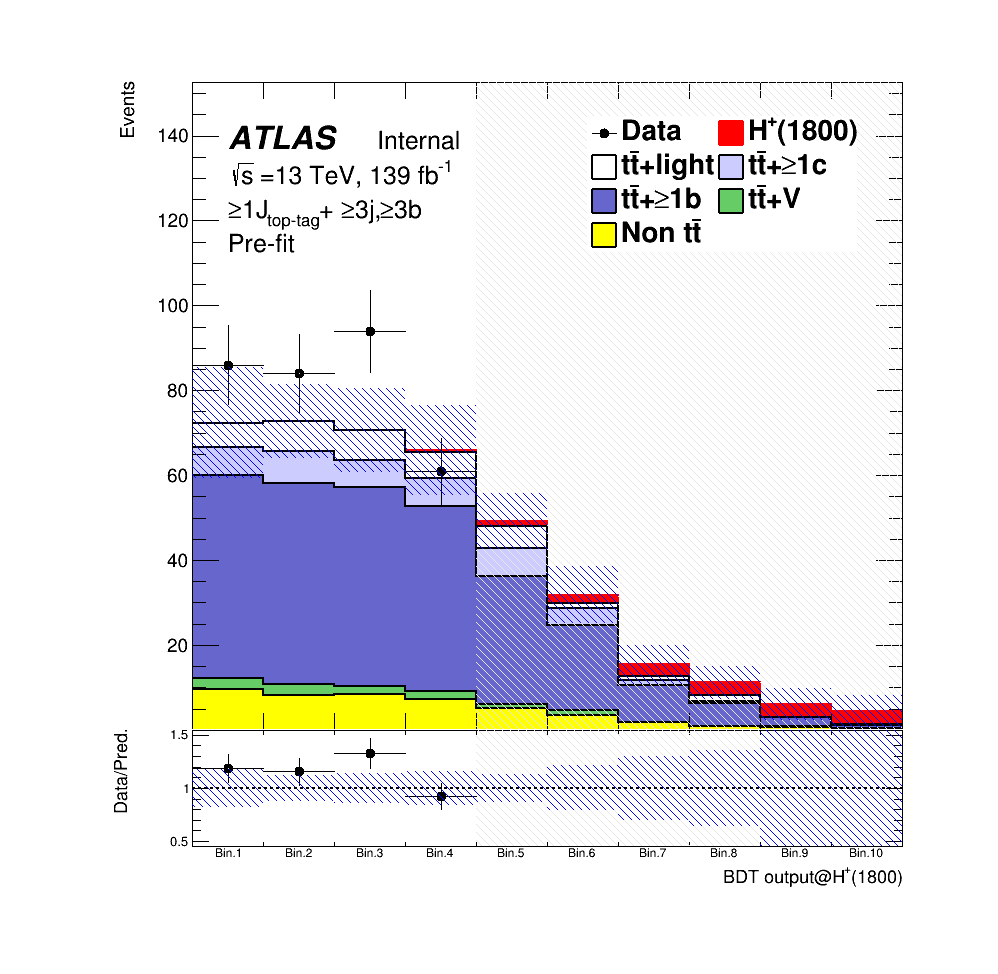 Events
140
120
100
80
60
40
20
ATLAS Internal
√s =13 TeV, 139 fb⁻¹
≥1J_top-tag+ ≥3j,≥3b
Pre-fit
Data H⁺(1800)
tt̄+light tt̄+≥1c
tt̄+≥1b tt̄+V
Non tt̄
Data/Pred.
1.5
1
0.5
Bin.1 Bin.2 Bin.3 Bin.4 Bin.5 Bin.6 Bin.7 Bin.8 Bin.9 Bin.10
BDT output@H⁺(1800)